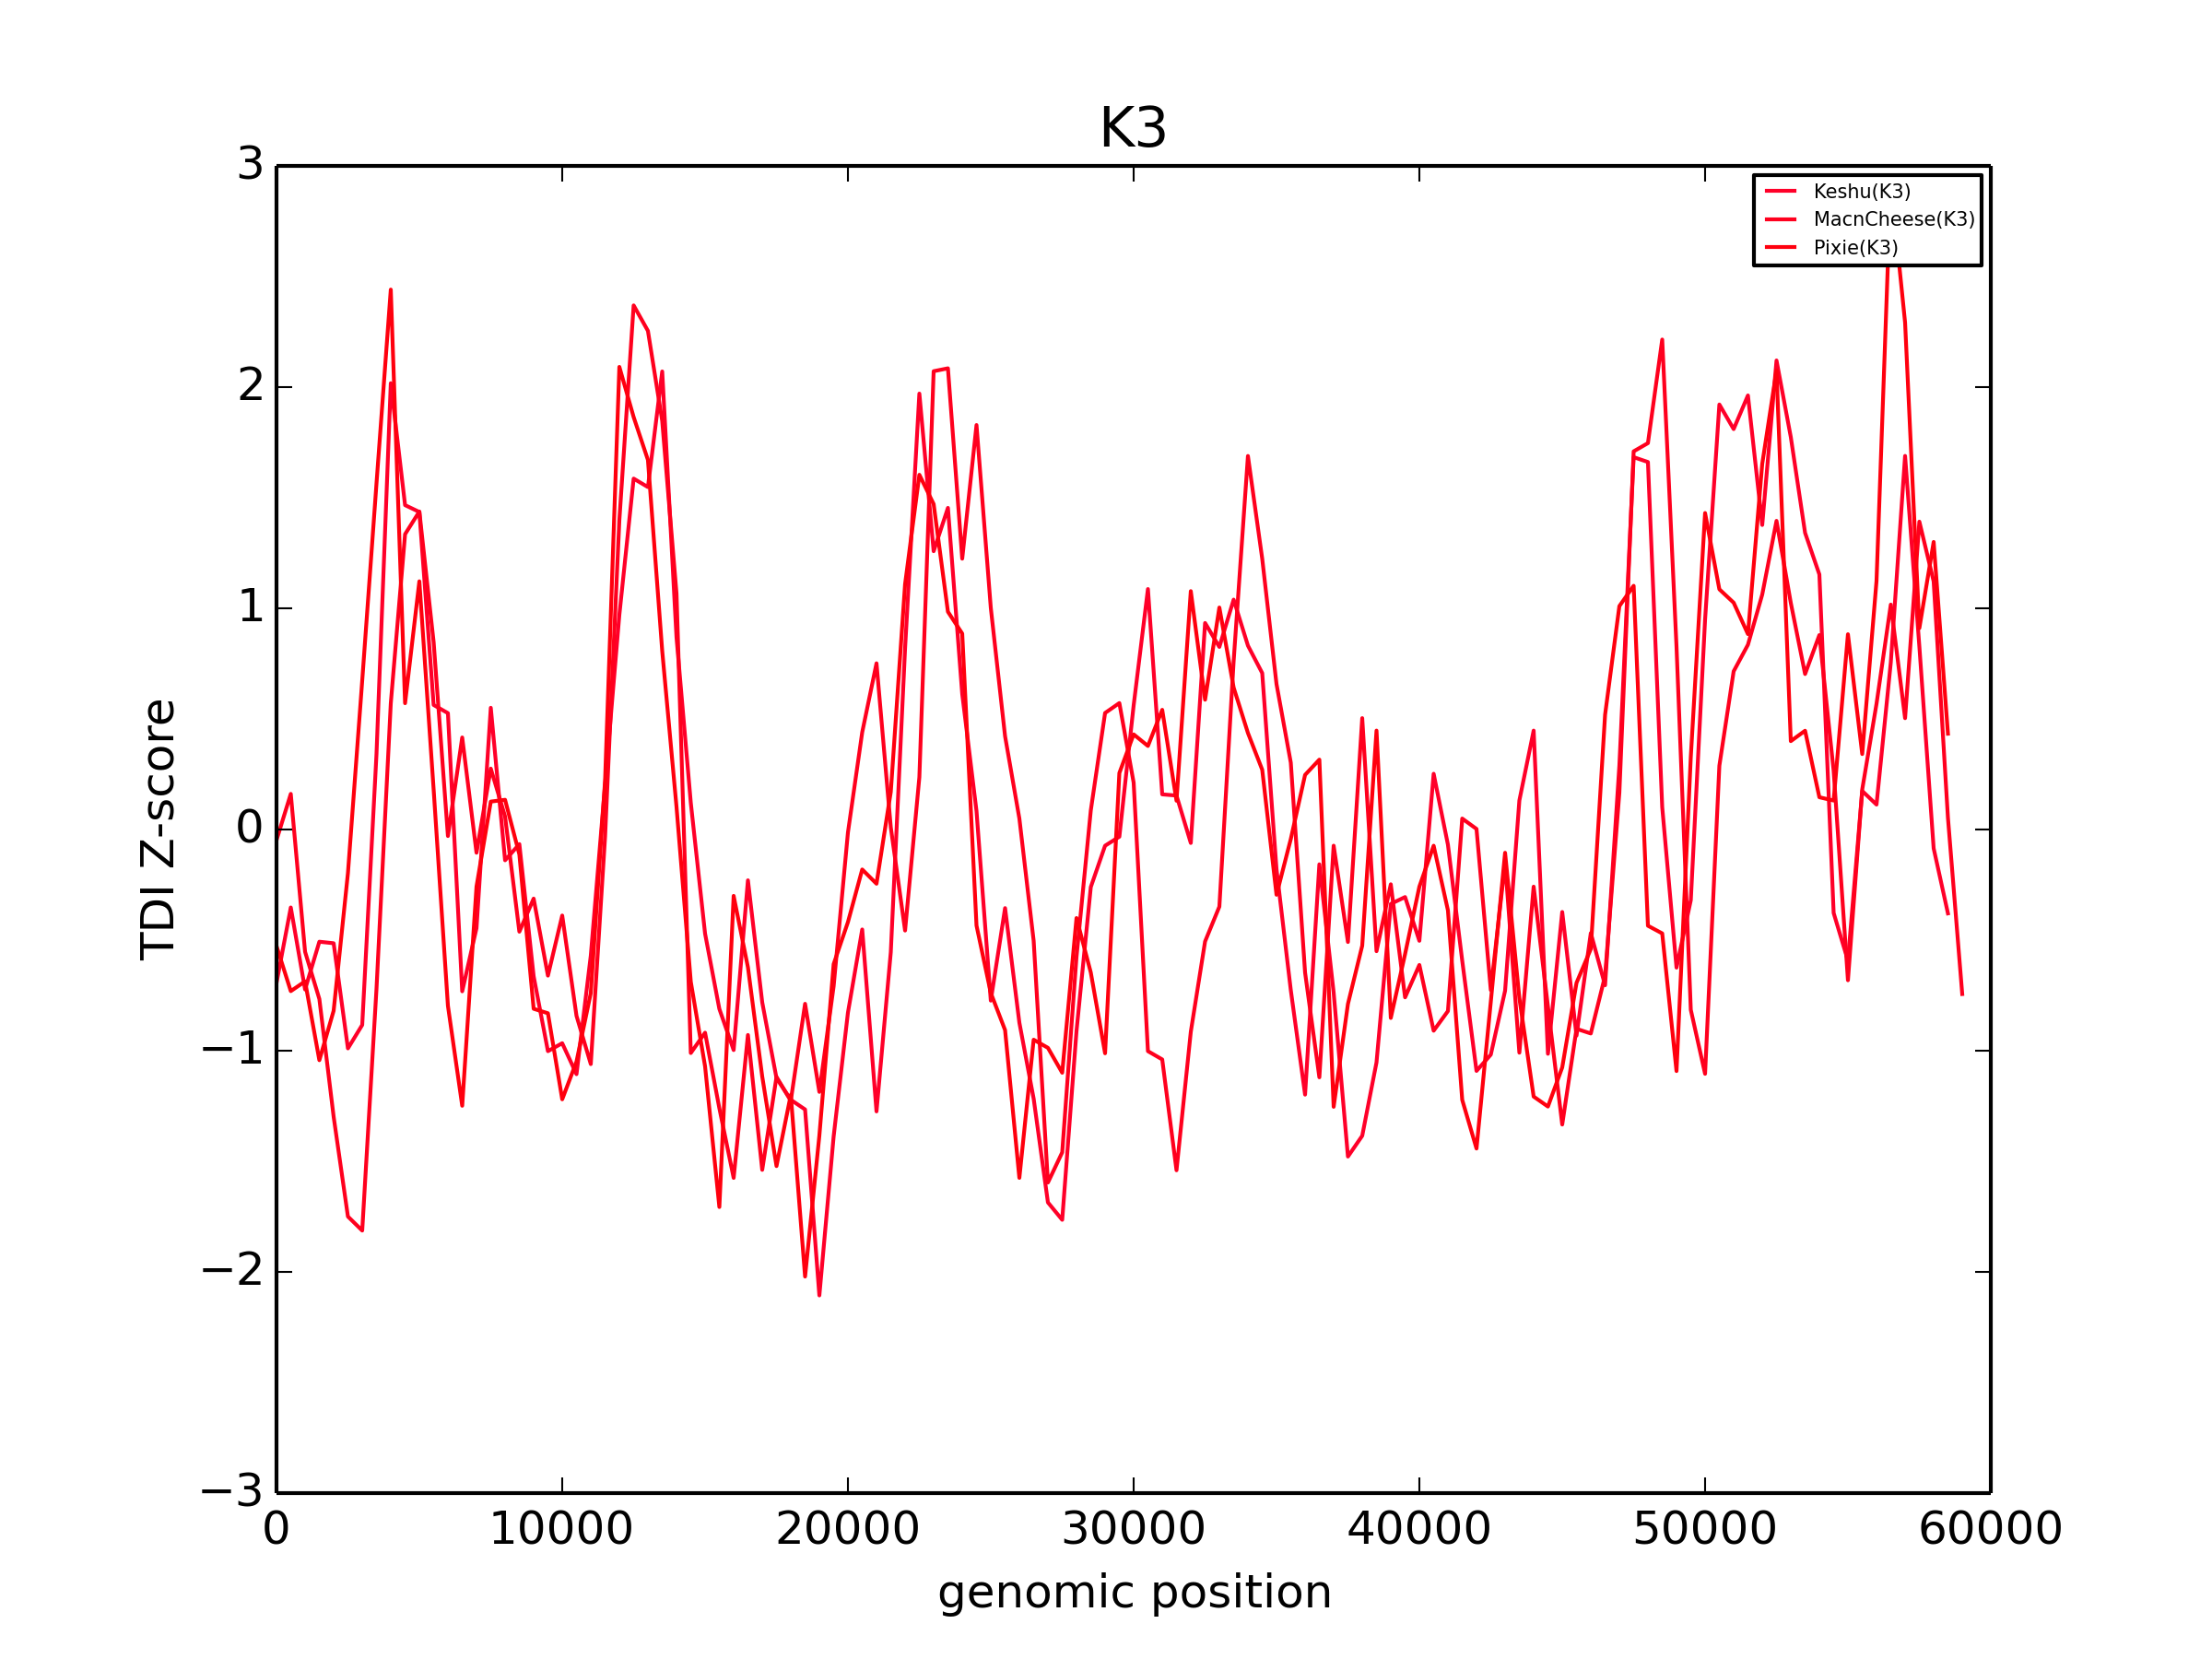 K3
3
2
1
0
−1
−2
−3
TDI Z-score
Keshu(K3)
MacnCheese(K3)
Pixie(K3)
0 10000 20000 30000 40000 50000 60000
genomic position